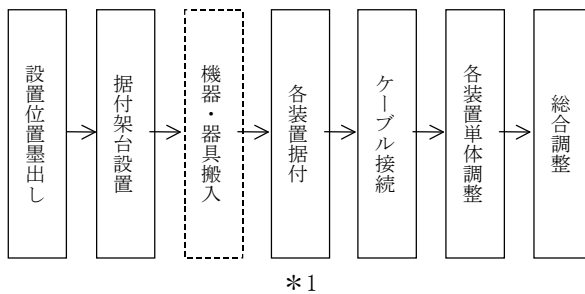 設置位置墨出し
据付架台設置
機器・器具搬入
各装置据付
ケーブル接続
各装置単体調整
総合調整
＊1